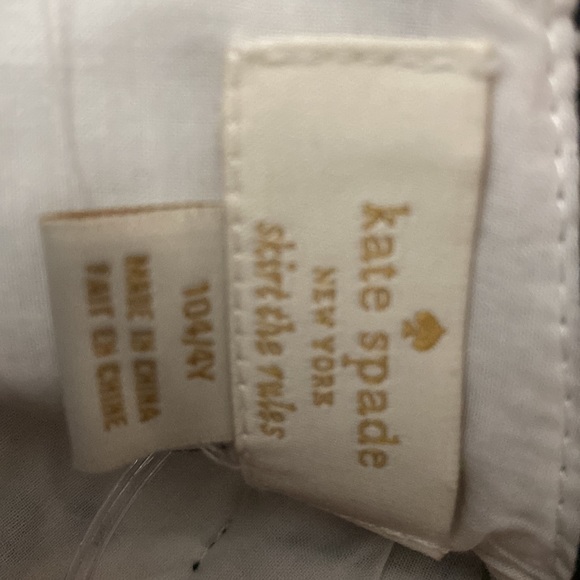 kate spade
NEW YORK
skirt the rules
104/4Y
MADE IN CHINA
FAIT EN CHINE